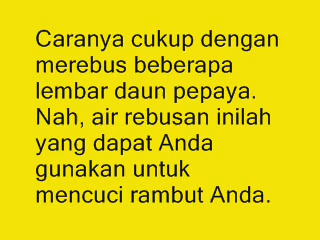 Caranya cukup dengan
merebus beberapa
lembar daun pepaya.
Nah, air rebusan inilah
yang dapat Anda
gunakan untuk
mencuci rambut Anda.